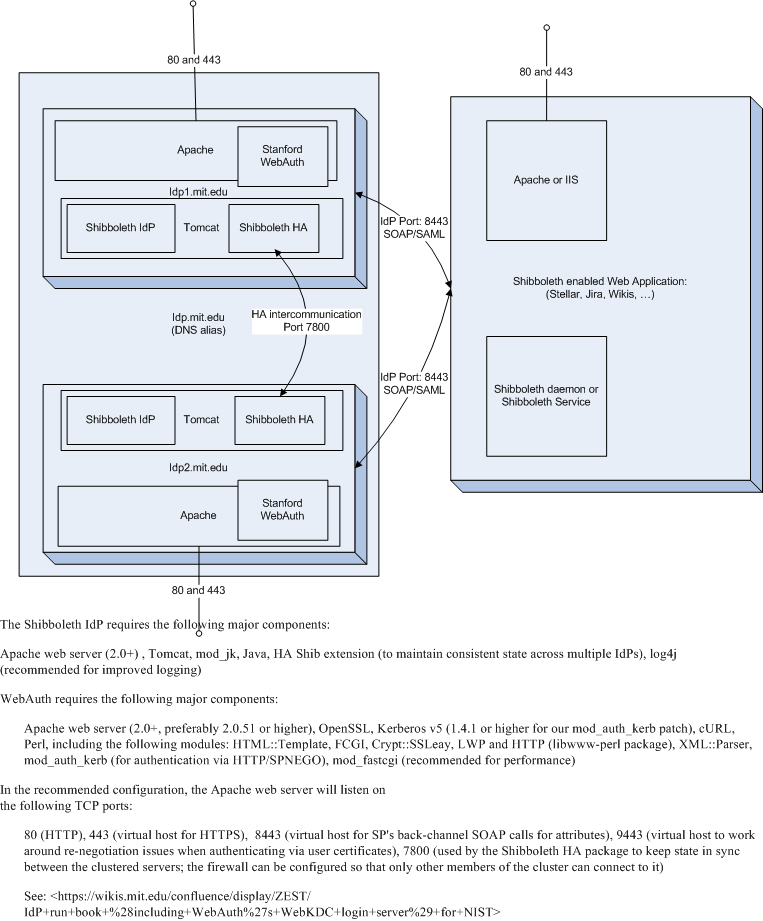 80 and 443
80 and 443
Apache
Stanford
WebAuth
Idp1.mit.edu
Shibboleth IdP
Tomcat
Shibboleth HA
Idp.mit.edu
(DNS alias)
HA intercommunication
Port 7800
IdP Port: 8443
SOAP/SAML
IdP Port: 8443
SOAP/SAML
Apache or IIS
Shibboleth enabled Web Application:
(Stellar, Jira, Wikis, …)
Shibboleth daemon or
Shibboleth Service
Shibboleth IdP
Tomcat
Shibboleth HA
Idp2.mit.edu
Apache
Stanford
WebAuth
80 and 443
The Shibboleth IdP requires the following major components:
Apache web server (2.0+) , Tomcat, mod_jk, Java, HA Shib extension (to maintain consistent state across multiple IdPs), log4j
(recommended for improved logging)
WebAuth requires the following major components:
Apache web server (2.0+, preferably 2.0.51 or higher), OpenSSL, Kerberos v5 (1.4.1 or higher for our mod_auth_kerb patch), cURL,
Perl, including the following modules: HTML::Template, FCGI, Crypt::SSLeay, LWP and HTTP (libwww-perl package), XML::Parser,
mod_auth_kerb (for authentication via HTTP/SPNEGO), mod_fastcgi (recommended for performance)
In the recommended configuration, the Apache web server will listen on
the following TCP ports:
80 (HTTP), 443 (virtual host for HTTPS),  8443 (virtual host for SP's back-channel SOAP calls for attributes), 9443 (virtual host to work
around re-negotiation issues when authenticating via user certificates), 7800 (used by the Shibboleth HA package to keep state in sync
between the clustered servers; the firewall can be configured so that only other members of the cluster can connect to it)
See: <https://wikis.mit.edu/confluence/display/ZEST/
IdP+run+book+%28including+WebAuth%27s+WebKDC+login+server%29+for+NIST>